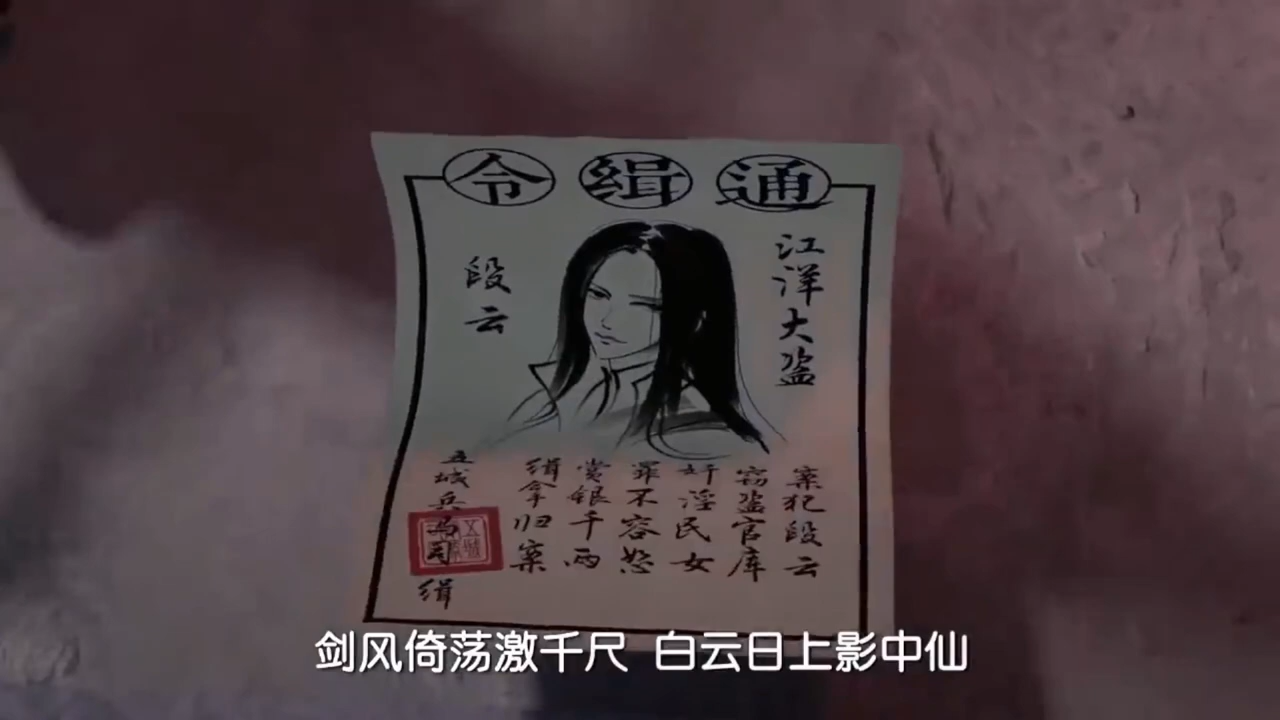 通缉令
江洋大盗
段云
案犯段云
窃盗官库
奸淫民女
罪不容恕
赏银千两
缉拿归案
五城兵马司 缉
剑风倚荡激千尺 白云日上影中仙